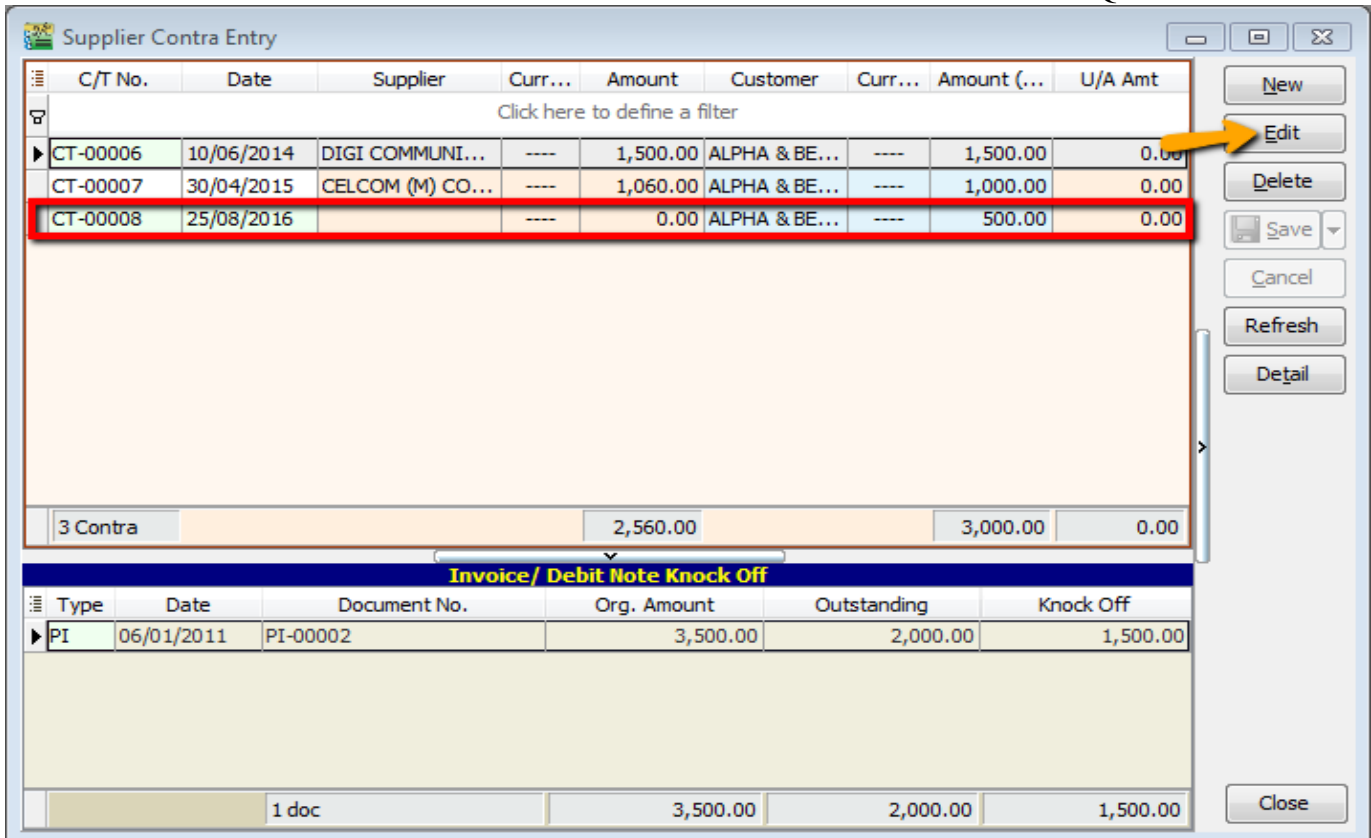 Supplier Contra Entry
C/T No. Date Supplier Curr... Amount Customer Curr... Amount (... U/A Amt
Click here to define a filter
CT-00006 10/06/2014 DIGI COMMUNI... ---- 1,500.00 ALPHA & BE... ---- 1,500.00 0.00
CT-00007 30/04/2015 CELCOM (M) CO... ---- 1,060.00 ALPHA & BE... ---- 1,000.00 0.00
CT-00008 25/08/2016 ---- 0.00 ALPHA & BE... ---- 500.00 0.00
3 Contra 2,560.00 3,000.00 0.00
Invoice/ Debit Note Knock Off
Type Date Document No. Org. Amount Outstanding Knock Off
PI 06/01/2011 PI-00002 3,500.00 2,000.00 1,500.00
1 doc 3,500.00 2,000.00 1,500.00
New
Edit
Delete
Save
Cancel
Refresh
Detail
Close